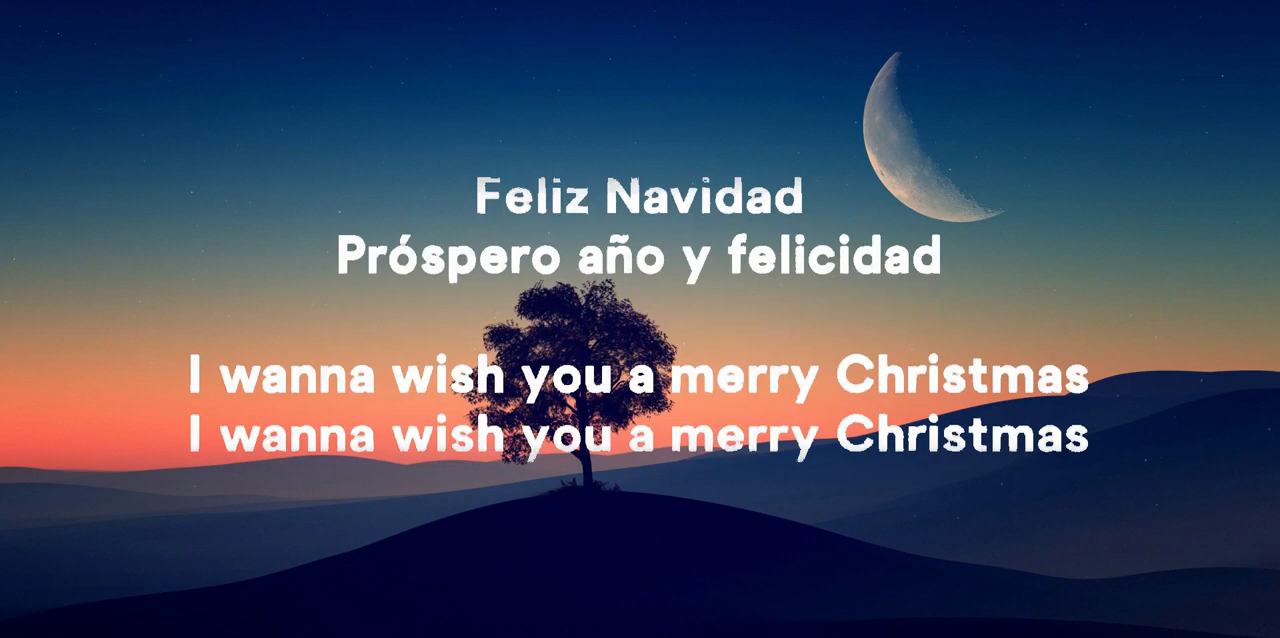 Feliz Navidad
Próspero año y felicidad
I wanna wish you a merry Christmas
I wanna wish you a merry Christmas